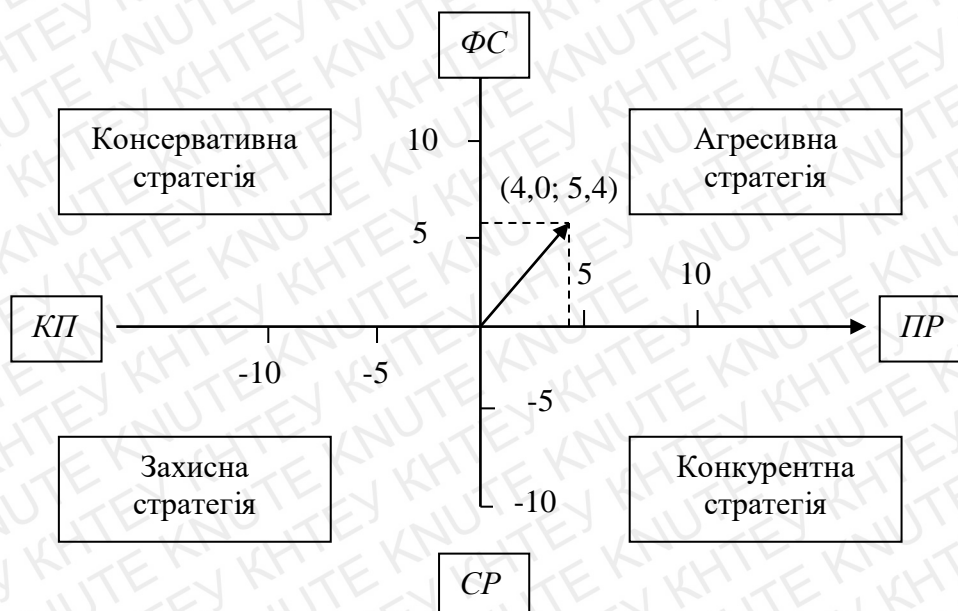 ФС
Консервативна
стратегія
10
Агресивна
стратегія
(4,0; 5,4)
5
5
10
КП
ПР
-10
-5
-5
Захисна
стратегія
Конкурентна
стратегія
-10
СР